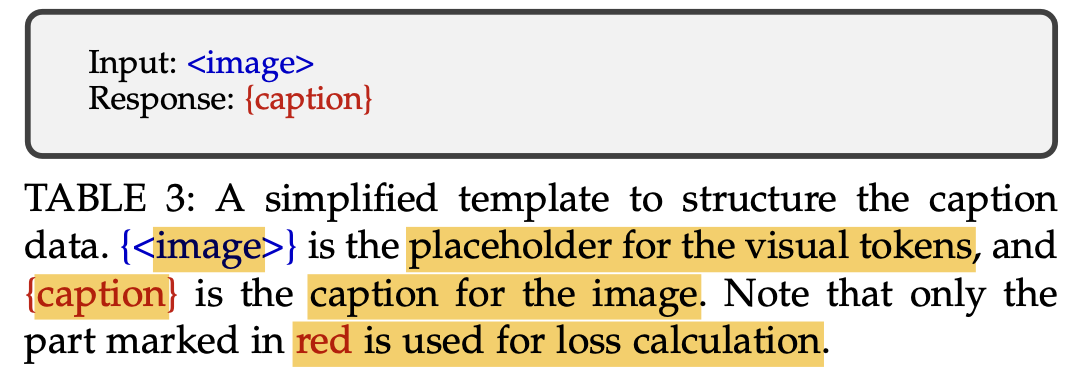 Input: <image>
Response: {caption}
TABLE 3: A simplified template to structure the caption
data. {<image>} is the placeholder for the visual tokens, and
{caption} is the caption for the image. Note that only the
part marked in red is used for loss calculation.